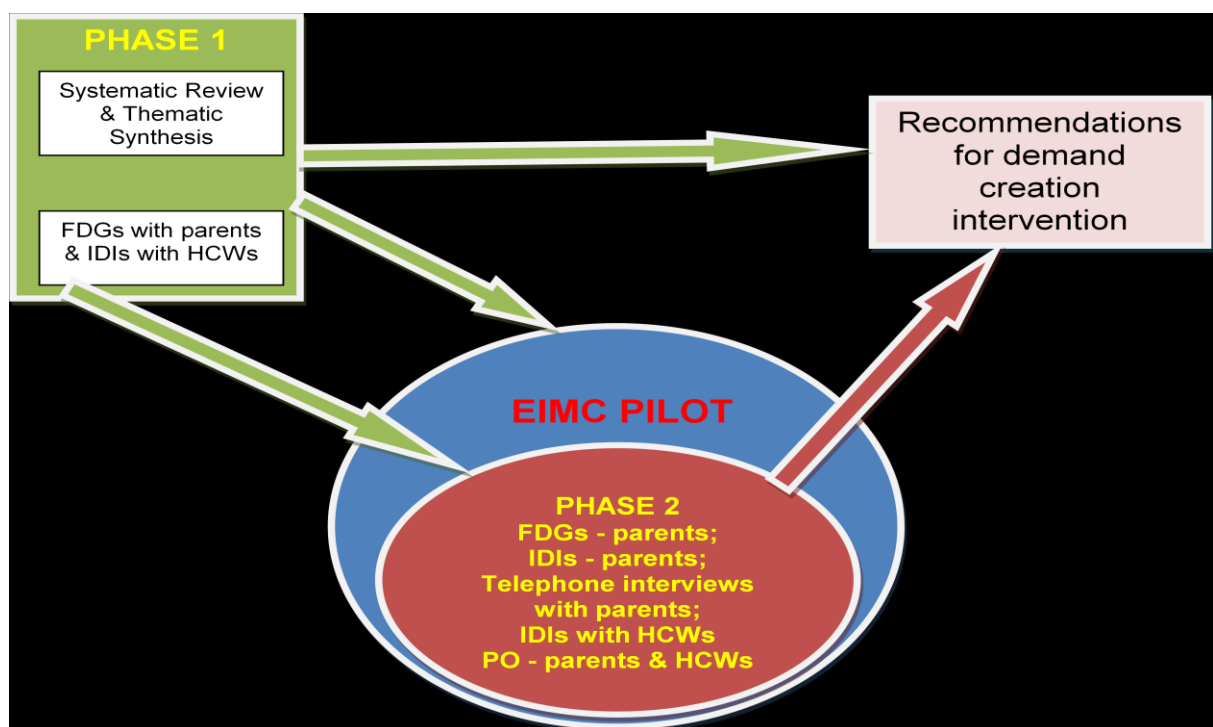 PHASE 1
Systematic Review
& Thematic
Synthesis
FDGs with parents
& IDIs with HCWs
Recommendations
for demand
creation
intervention
EIMC PILOT
PHASE 2
FDGs - parents;
IDIs - parents;
Telephone interviews
with parents;
IDIs with HCWs
PO - parents & HCWs